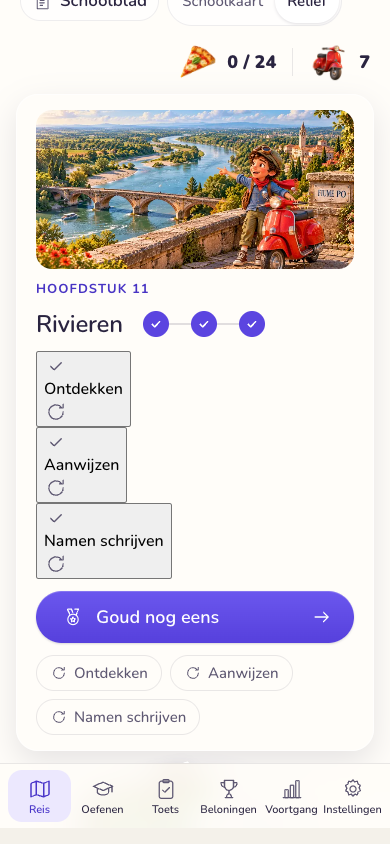 Schoolblad Schoolkaart Reliëf
0 / 24 7
FIUME PO
HOOFDSTUK 11
Rivieren
Ontdekken
Aanwijzen
Namen schrijven
Goud nog eens
Ontdekken Aanwijzen
Namen schrijven
Reis Oefenen Toets Beloningen Voortgang Instellingen